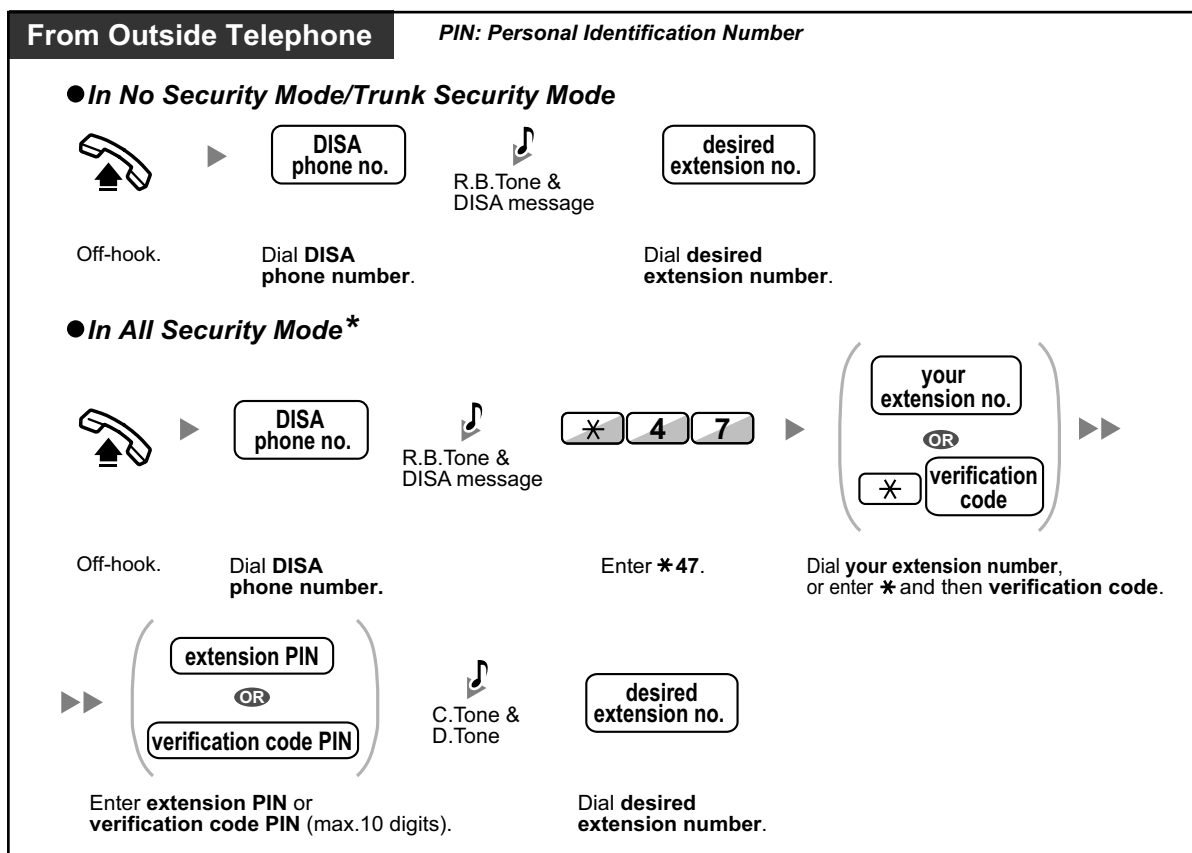 From Outside Telephone
PIN: Personal Identification Number
●In No Security Mode/Trunk Security Mode
DISA
phone no.
R.B.Tone &
DISA message
desired
extension no.
Off-hook.
Dial DISA
phone number.
Dial desired
extension number.
●In All Security Mode*
DISA
phone no.
R.B.Tone &
DISA message
* 4 7
your
extension no.
OR
* verification
code
Off-hook.
Dial DISA
phone number.
Enter *47.
Dial your extension number,
or enter * and then verification code.
extension PIN
OR
verification code PIN
C.Tone &
D.Tone
desired
extension no.
Enter extension PIN or
verification code PIN (max.10 digits).
Dial desired
extension number.